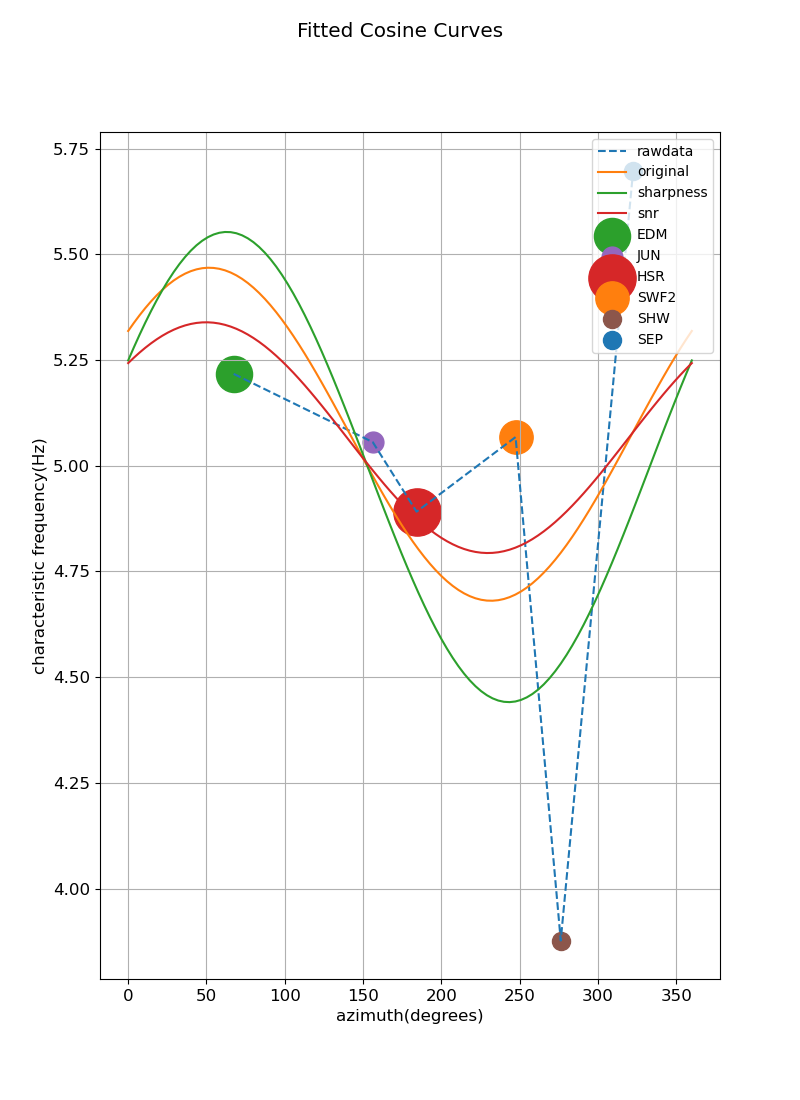 Fitted Cosine Curves
5.75
5.50
5.25
5.00
4.75
4.50
4.25
4.00
characteristic frequency(Hz)
rawdata
original
sharpness
snr
EDM
JUN
HSR
SWF2
SHW
SEP
0 50 100 150 200 250 300 350
azimuth(degrees)